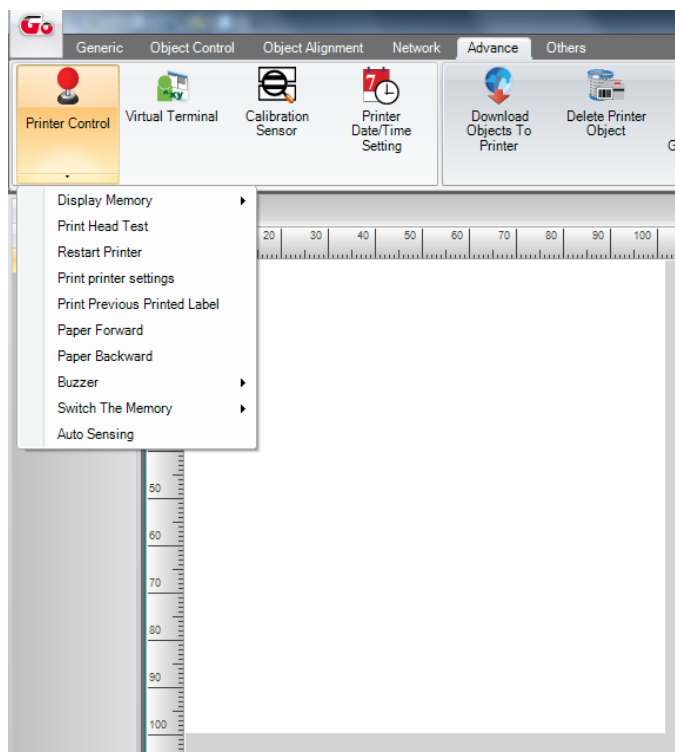 Go
Generic Object Control Object Alignment Network Advance Others
Printer Control
Virtual Terminal
Calibration
Sensor
Printer
Date/Time
Setting
Download
Objects To
Printer
Delete Printer
Object
G
Display Memory
Print Head Test
Restart Printer
Print printer settings
Print Previous Printed Label
Paper Forward
Paper Backward
Buzzer
Switch The Memory
Auto Sensing
20 30 40 50 60 70 80 90 100
50
60
70
80
90
100